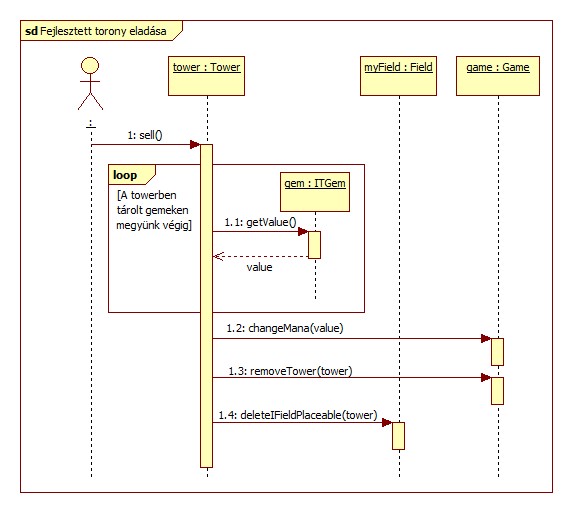 sd Fejlesztett torony eladása
tower : Tower
myField : Field
game : Game
:
1: sell()
loop
[A towerben
tárolt gemeken
megyünk végig]
gem : ITGem
1.1: getValue()
value
1.2: changeMana(value)
1.3: removeTower(tower)
1.4: deleteIFieldPlaceable(tower)